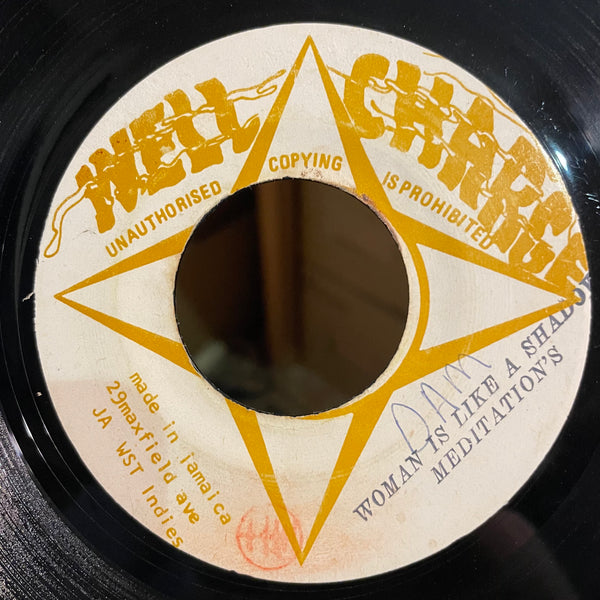 WELL CHARGE
UNAUTHORISED COPYING IS PROHIBITED
DAM
WOMAN IS LIKE A SHADOW
MEDITATION'S
made in jamaica
29maxfield ave
JA WST Indies